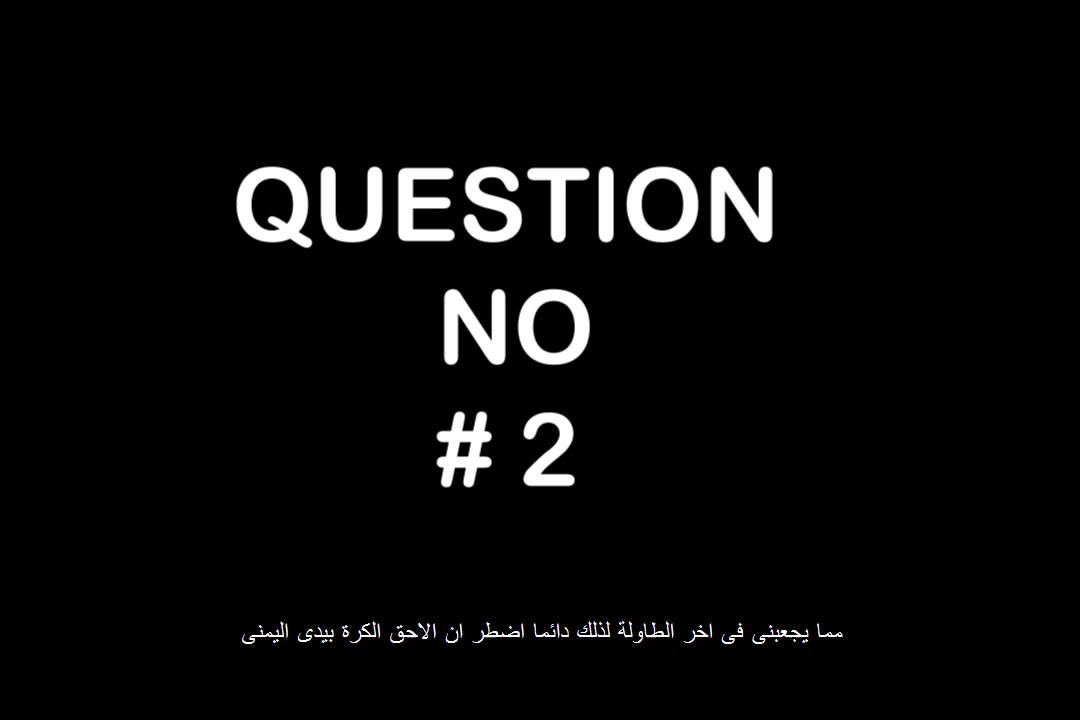 QUESTION
NO
# 2
مما يجعبنى فى اخر الطاولة لذلك دائما اضطر ان الاحق الكرة بيدى اليمنى